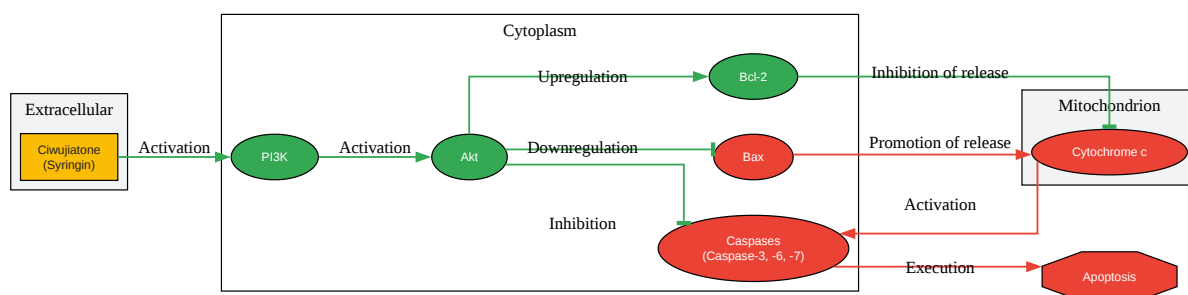 Cytoplasm
Extracellular
Ciwujiatone
(Syringin)
Activation
PI3K
Activation
Akt
Upregulation
Bcl-2
Inhibition of release
Mitochondrion
Downregulation
Bax
Promotion of release
Cytochrome c
Inhibition
Activation
Caspases
(Caspase-3, -6, -7)
Execution
Apoptosis